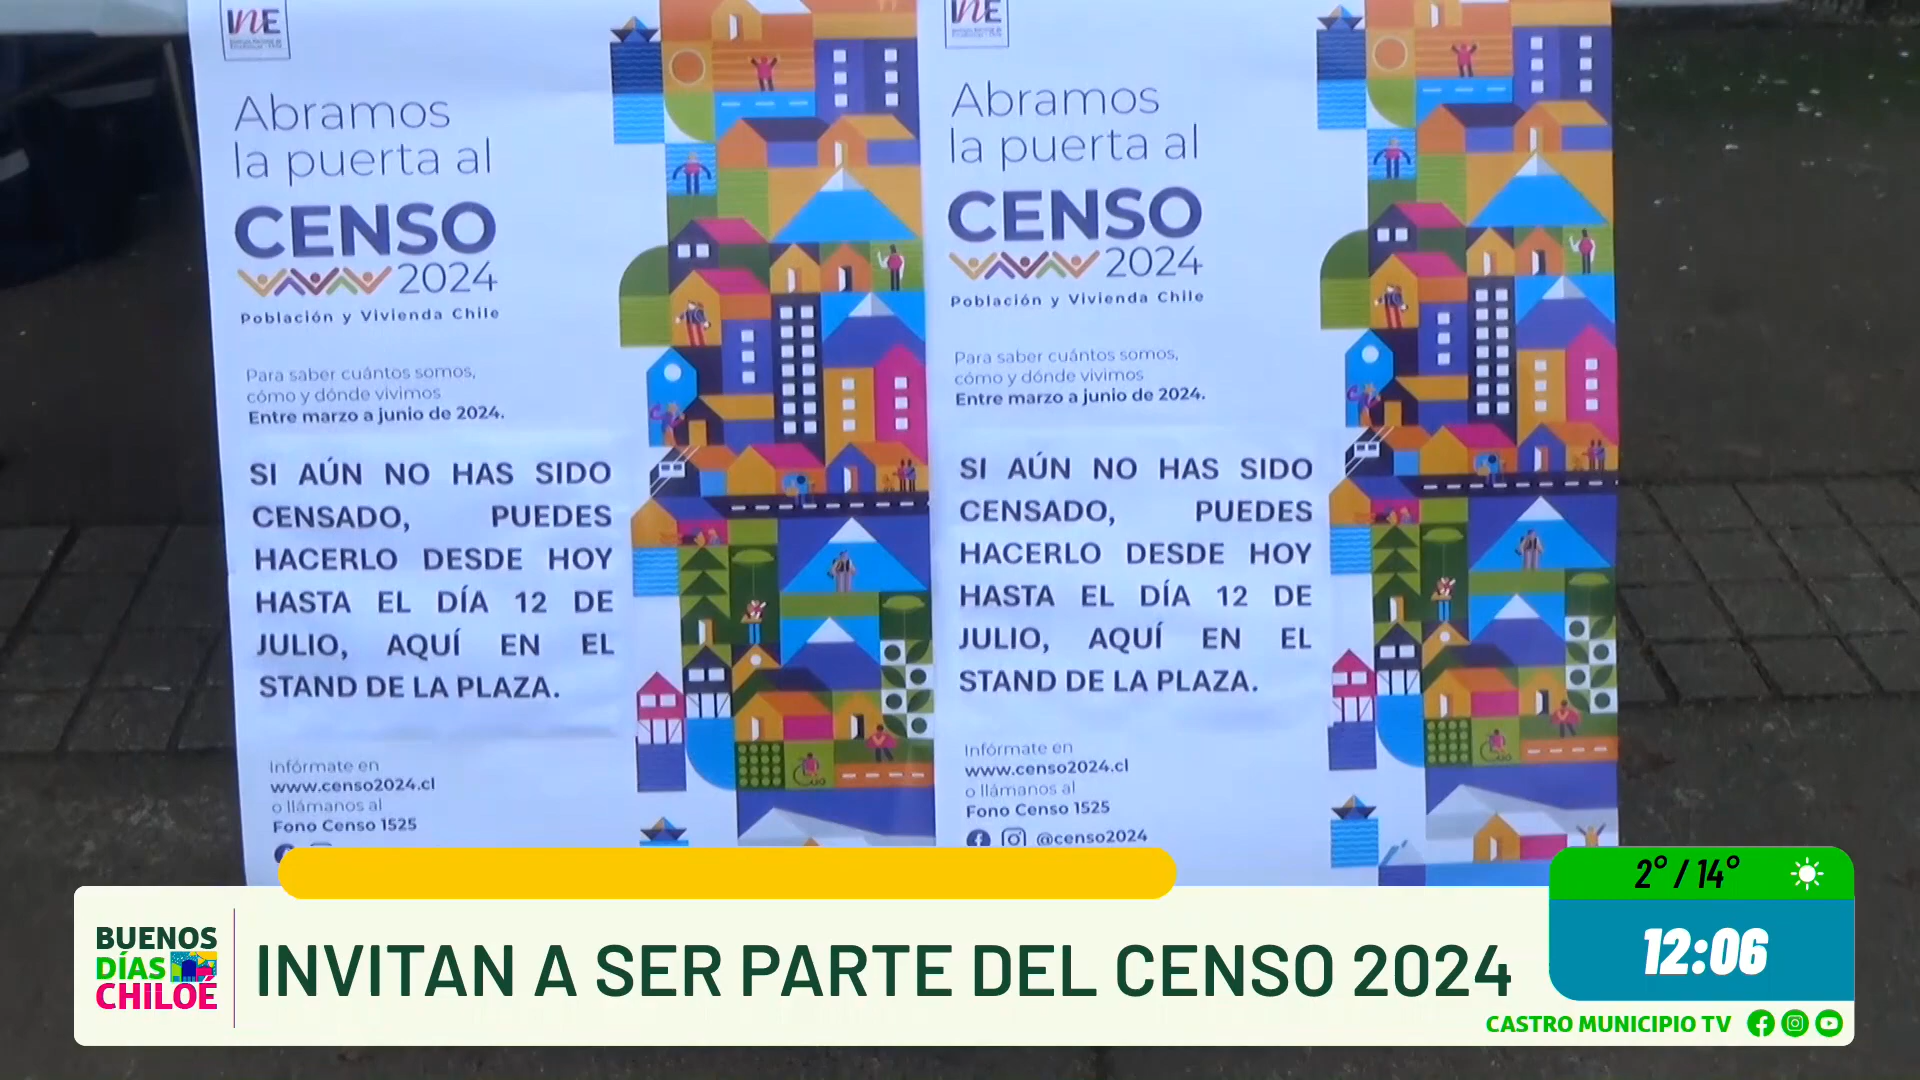 INE
Abramos
la puerta al
CENSO
2024
Población y Vivienda Chile
Para saber cuántos somos,
cómo y dónde vivimos
Entre marzo a junio de 2024.
SI AÚN NO HAS SIDO
CENSADO, PUEDES
HACERLO DESDE HOY
HASTA EL DÍA 12 DE
JULIO, AQUÍ EN EL
STAND DE LA PLAZA.
Infórmate en
www.censo2024.cl
o llámanos al
Fono Censo 1525
INE
Abramos
la puerta al
CENSO
2024
Población y Vivienda Chile
Para saber cuántos somos,
cómo y dónde vivimos
Entre marzo a junio de 2024.
SI AÚN NO HAS SIDO
CENSADO, PUEDES
HACERLO DESDE HOY
HASTA EL DÍA 12 DE
JULIO, AQUÍ EN EL
STAND DE LA PLAZA.
Infórmate en
www.censo2024.cl
o llámanos al
Fono Censo 1525
@censo2024
2° / 14°
12:06
BUENOS
DÍAS
CHILOÉ
INVITAN A SER PARTE DEL CENSO 2024
CASTRO MUNICIPIO TV